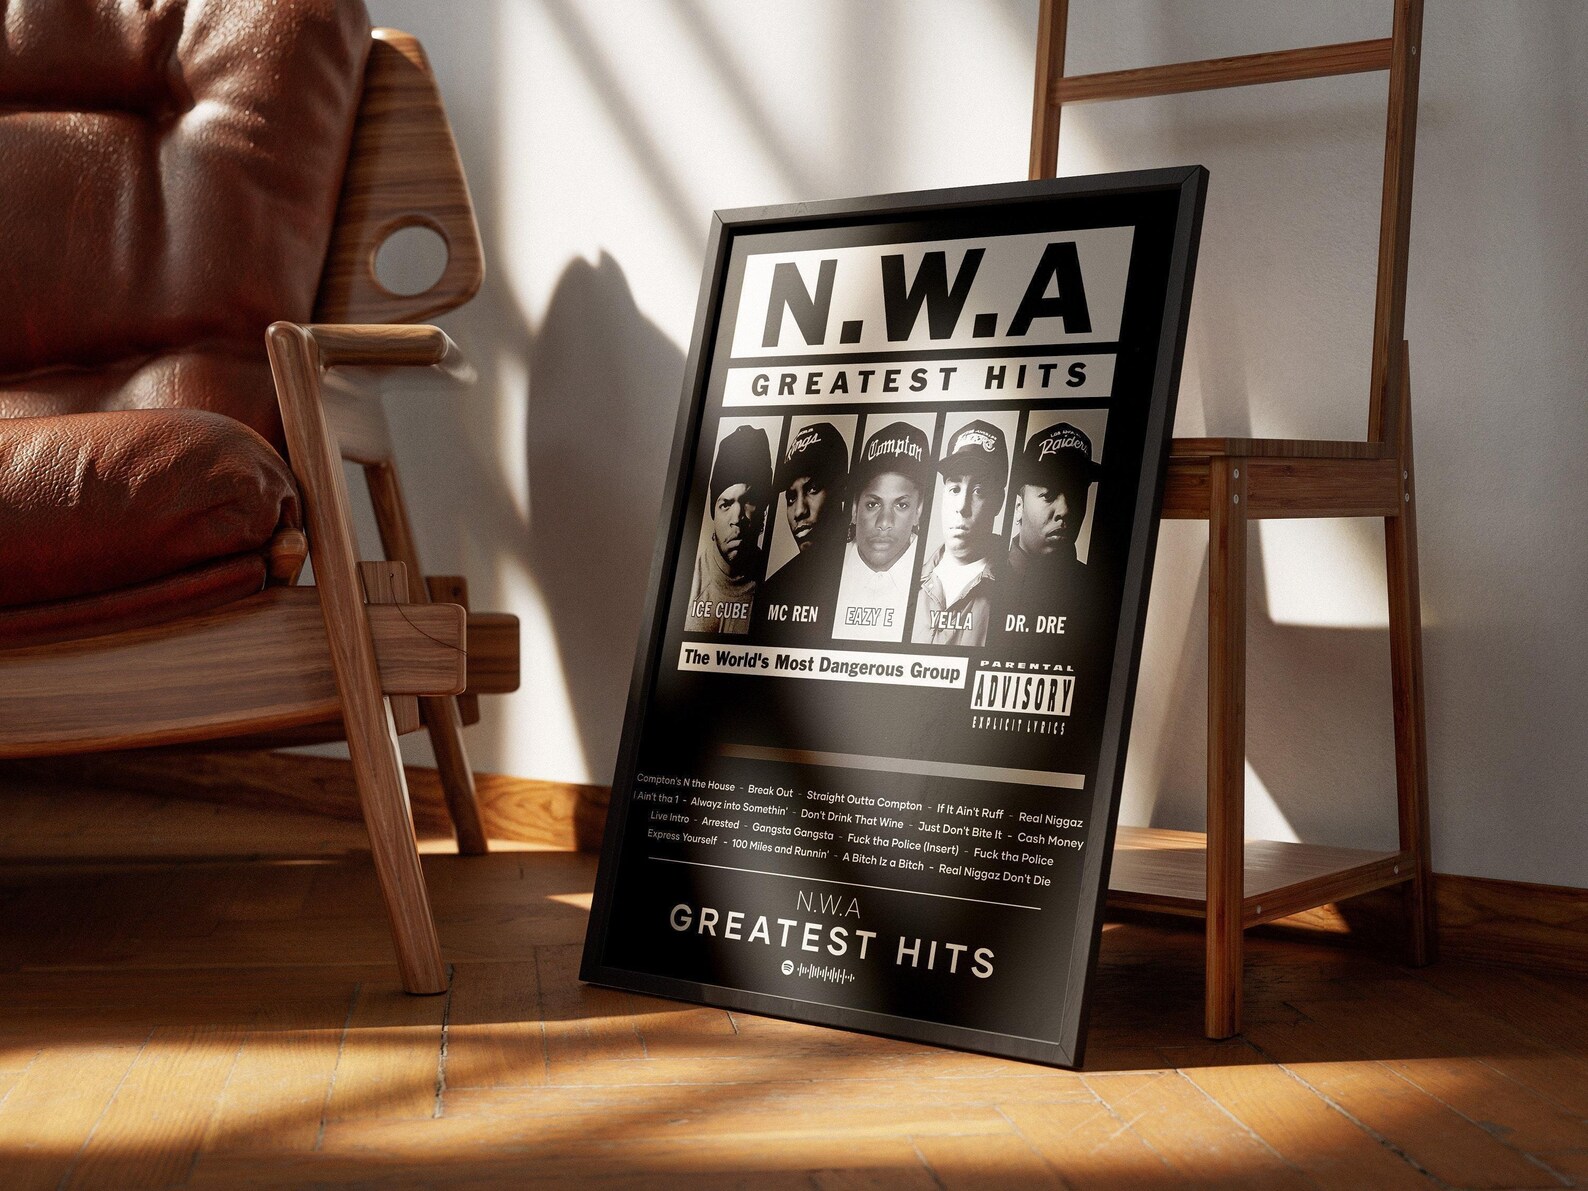 N.W.A
GREATEST HITS
Kings
Compton
Raiders
ICE CUBE
MC REN
EAZY E
YELLA
DR. DRE
The World's Most Dangerous Group
PARENTAL
ADVISORY
EXPLICIT LYRICS
Compton's N the House - Break Out - Straight Outta Compton - If It Ain't Ruff - Real Niggaz
I Ain't tha 1 - Alwayz into Somethin' - Don't Drink That Wine - Just Don't Bite It - Cash Money
Live Intro - Arrested - Gangsta Gangsta - Fuck tha Police (Insert) - Fuck tha Police
Express Yourself - 100 Miles and Runnin' - A Bitch Iz a Bitch - Real Niggaz Don't Die
N.W.A
GREATEST HITS